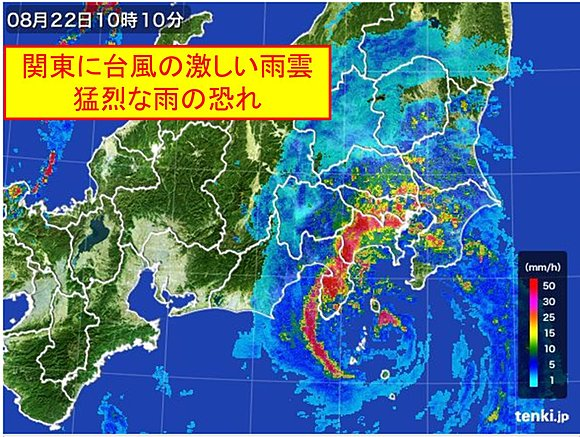 08月22日10時10分
関東に台風の激しい雨雲
猛烈な雨の恐れ
(mm/h)
50
30
25
15
10
5
1
tenki.jp